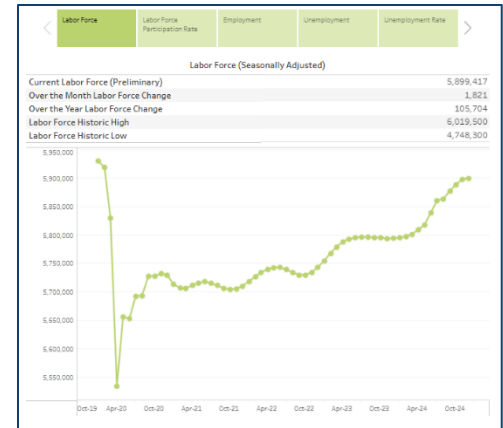 Labor Force
Labor Force
Participation Rate
Employment
Unemployment
Unemployment Rate
Labor Force (Seasonally Adjusted)
Current Labor Force (Preliminary) 5,899,417
Over the Month Labor Force Change 1,821
Over the Year Labor Force Change 105,704
Labor Force Historic High 6,019,500
Labor Force Historic Low 4,748,300
5,950,000
5,900,000
5,850,000
5,800,000
5,750,000
5,700,000
5,650,000
5,600,000
5,550,000
Oct-19 Apr-20 Oct-20 Apr-21 Oct-21 Apr-22 Oct-22 Apr-23 Oct-23 Apr-24 Oct-24